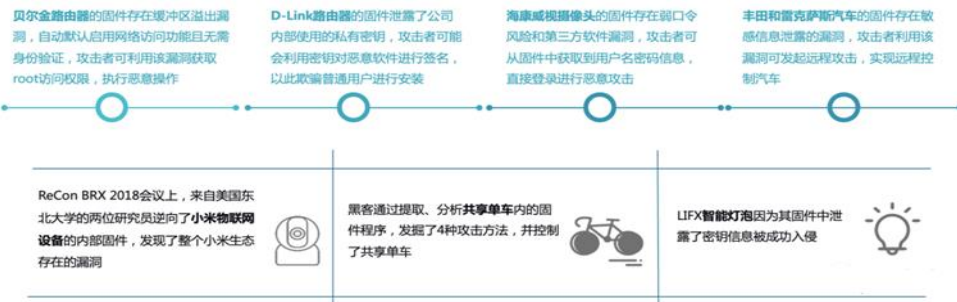 贝尔金路由器的固件存在缓冲区溢出漏
洞，自动默认启用网络访问功能且无需
身份验证，攻击者可利用该漏洞获取
root访问权限，执行恶意操作
D-Link路由器的固件泄露了公司
内部使用的私有密钥，攻击者可能
会利用密钥对恶意软件进行签名，
以此欺骗普通用户进行安装
海康威视摄像头的固件存在弱口令
风险和第三方软件漏洞，攻击者可
从固件中获取到用户名密码信息，
直接登录进行恶意攻击
丰田和雷克萨斯汽车的固件存在敏
感信息泄露的漏洞，攻击者利用该
漏洞可发起远程攻击，实现远程控
制汽车
ReCon BRX 2018会议上，来自美国东
北大学的两位研究员逆向了小米物联网
设备的内部固件，发现了整个小米生态
存在的漏洞
黑客通过提取、分析共享单车内的固
件程序，发掘了4种攻击方法，并控制
了共享单车
LIFX智能灯泡因为其固件中泄
露了密钥信息被成功入侵